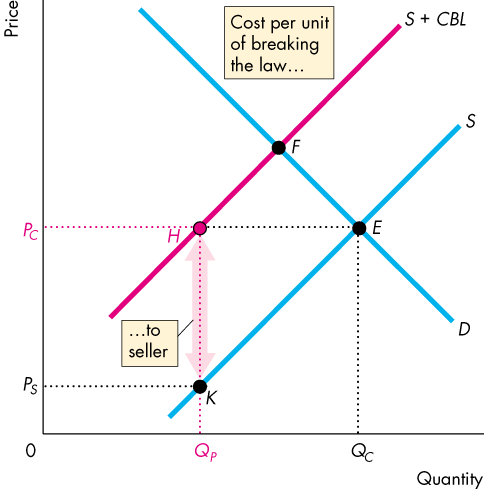 Price
Cost per unit
of breaking
the law…
S + CBL
S
F
P_C
H
E
…to
seller
D
P_S
K
0
Q_P
Q_C
Quantity